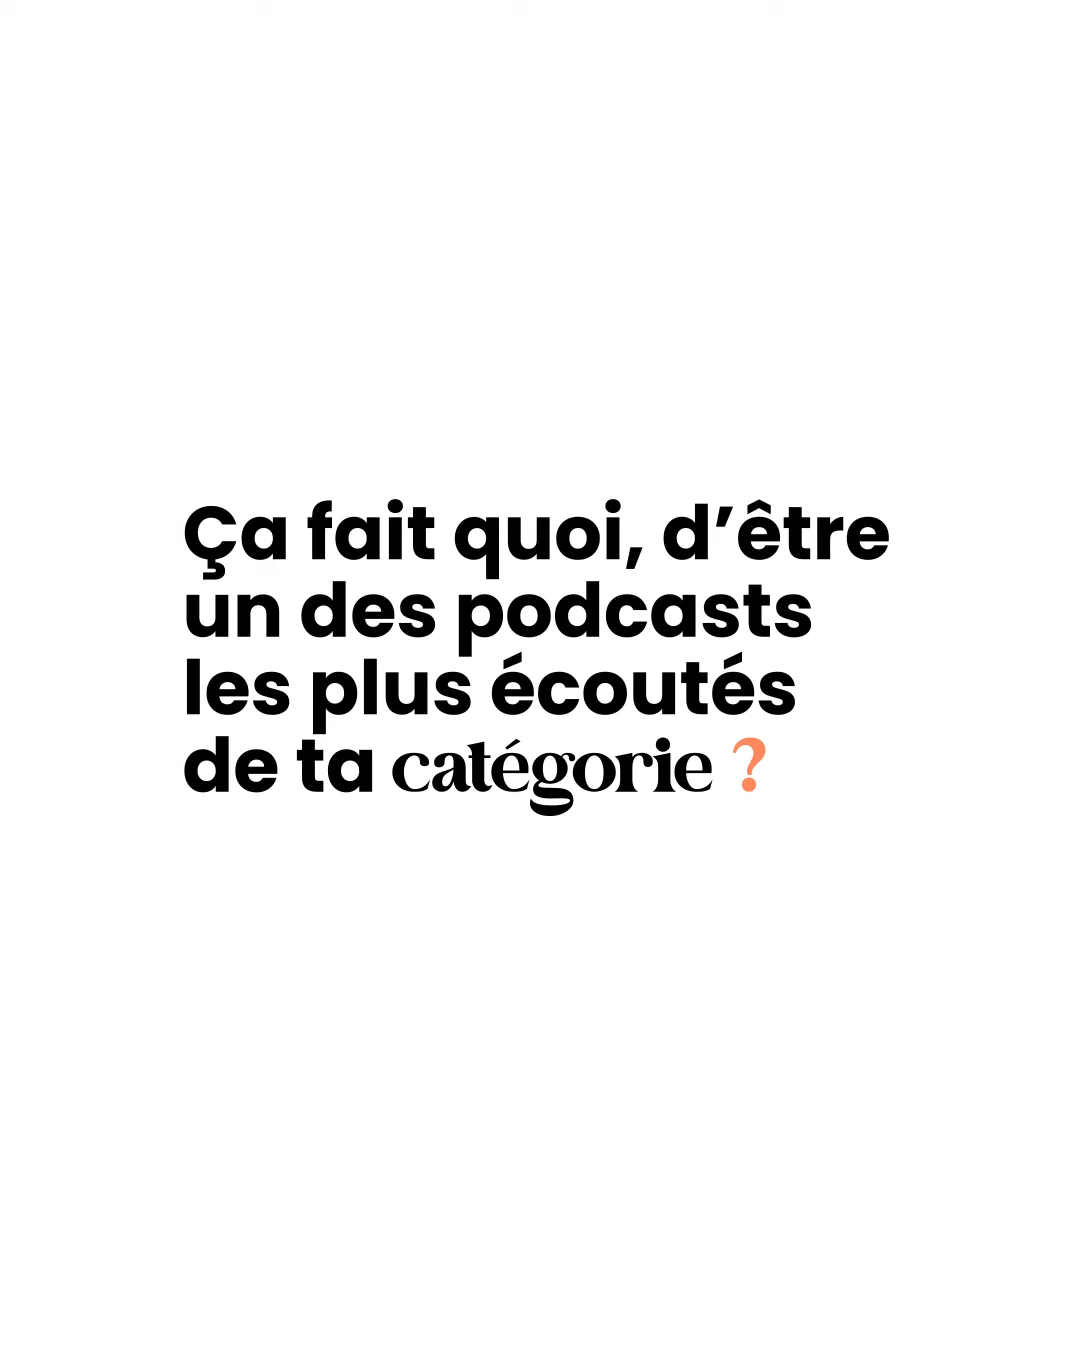 Ça fait quoi, d’être
un des podcasts
les plus écoutés
de ta catégorie ?